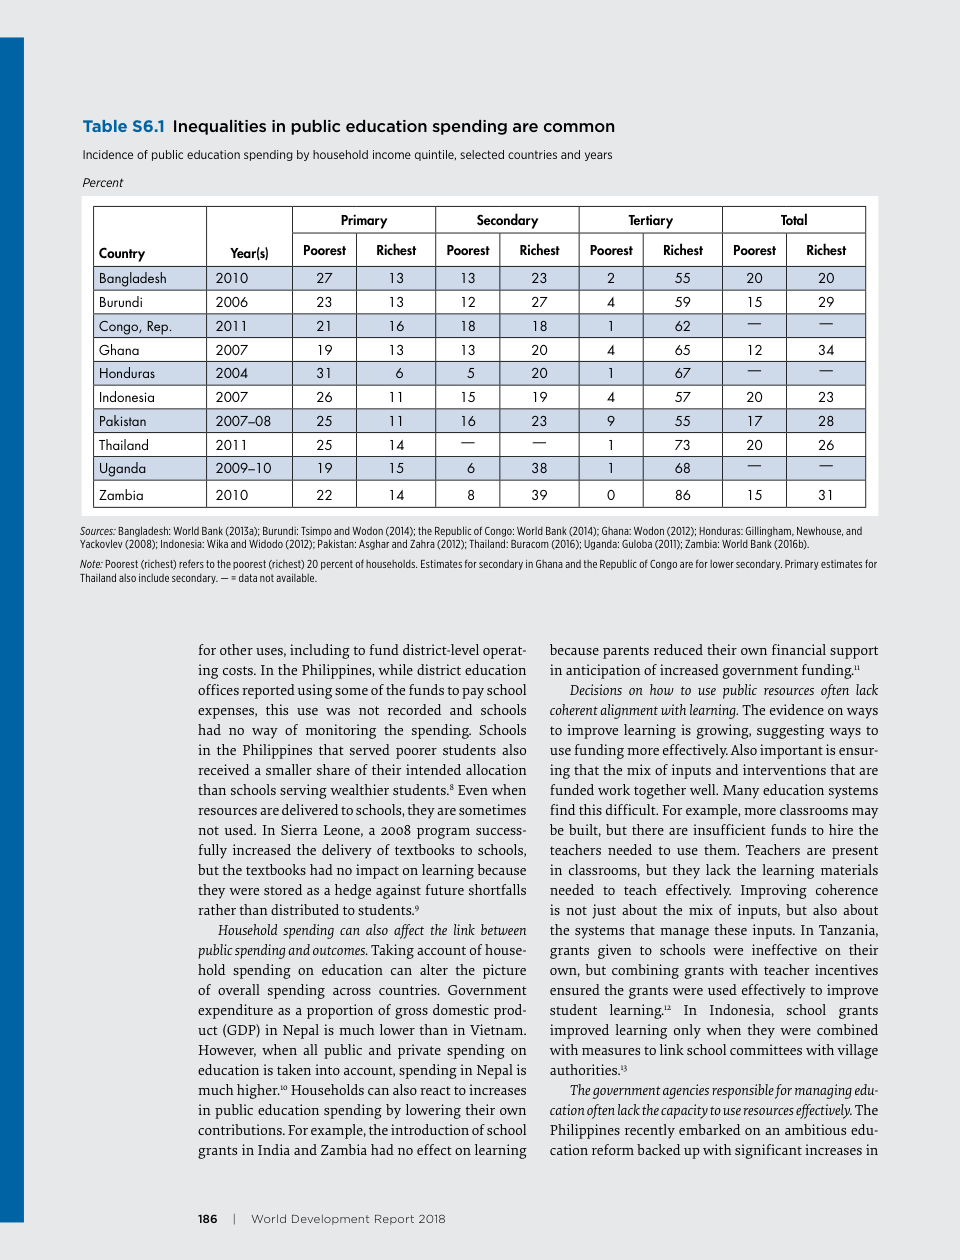 Table S6.1 Inequalities in public education spending are common
Incidence of public education spending by household income quintile, selected countries and years
Percent
Primary Secondary Tertiary Total
Country Year(s) Poorest Richest Poorest Richest Poorest Richest Poorest Richest
Bangladesh 2010 27 13 13 23 2 55 20 20
Burundi 2006 23 13 12 27 4 59 15 29
Congo, Rep. 2011 21 16 18 18 1 62 — —
Ghana 2007 19 13 13 20 4 65 12 34
Honduras 2004 31 6 5 20 1 67 — —
Indonesia 2007 26 11 15 19 4 57 20 23
Pakistan 2007–08 25 11 16 23 9 55 17 28
Thailand 2011 25 14 — — 1 73 20 26
Uganda 2009–10 19 15 6 38 1 68 — —
Zambia 2010 22 14 8 39 0 86 15 31
Sources: Bangladesh: World Bank (2013a); Burundi: Tsimpo and Wodon (2014); the Republic of Congo: World Bank (2014); Ghana: Wodon (2012); Honduras: Gillingham, Newhouse, and
Yackovlev (2008); Indonesia: Wika and Widodo (2012); Pakistan: Asghar and Zahra (2012); Thailand: Buracom (2016); Uganda: Guloba (2011); Zambia: World Bank (2016b).
Note: Poorest (richest) refers to the poorest (richest) 20 percent of households. Estimates for secondary in Ghana and the Republic of Congo are for lower secondary. Primary estimates for
Thailand also include secondary. — = data not available.
for other uses, including to fund district-level operat-
ing costs. In the Philippines, while district education
offices reported using some of the funds to pay school
expenses, this use was not recorded and schools
had no way of monitoring the spending. Schools
in the Philippines that served poorer students also
received a smaller share of their intended allocation
than schools serving wealthier students.⁸ Even when
resources are delivered to schools, they are sometimes
not used. In Sierra Leone, a 2008 program success-
fully increased the delivery of textbooks to schools,
but the textbooks had no impact on learning because
they were stored as a hedge against future shortfalls
rather than distributed to students.⁹
Household spending can also affect the link between
public spending and outcomes. Taking account of house-
hold spending on education can alter the picture
of overall spending across countries. Government
expenditure as a proportion of gross domestic prod-
uct (GDP) in Nepal is much lower than in Vietnam.
However, when all public and private spending on
education is taken into account, spending in Nepal is
much higher.¹⁰ Households can also react to increases
in public education spending by lowering their own
contributions. For example, the introduction of school
grants in India and Zambia had no effect on learning
because parents reduced their own financial support
in anticipation of increased government funding.¹¹
Decisions on how to use public resources often lack
coherent alignment with learning. The evidence on ways
to improve learning is growing, suggesting ways to
use funding more effectively. Also important is ensur-
ing that the mix of inputs and interventions that are
funded work together well. Many education systems
find this difficult. For example, more classrooms may
be built, but there are insufficient funds to hire the
teachers needed to use them. Teachers are present
in classrooms, but they lack the learning materials
needed to teach effectively. Improving coherence
is not just about the mix of inputs, but also about
the systems that manage these inputs. In Tanzania,
grants given to schools were ineffective on their
own, but combining grants with teacher incentives
ensured the grants were used effectively to improve
student learning.¹² In Indonesia, school grants
improved learning only when they were combined
with measures to link school committees with village
authorities.¹³
The government agencies responsible for managing edu-
cation often lack the capacity to use resources effectively. The
Philippines recently embarked on an ambitious edu-
cation reform backed up with significant increases in
186 | World Development Report 2018